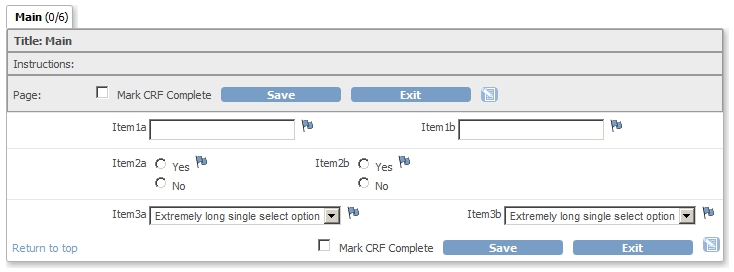 Main (0/6)
Title: Main
Instructions:
Page: Mark CRF Complete Save Exit
Item1a Item1b
Item2a Yes Item2b Yes
No No
Item3a Extremely long single select option Item3b Extremely long single select option
Return to top Mark CRF Complete Save Exit